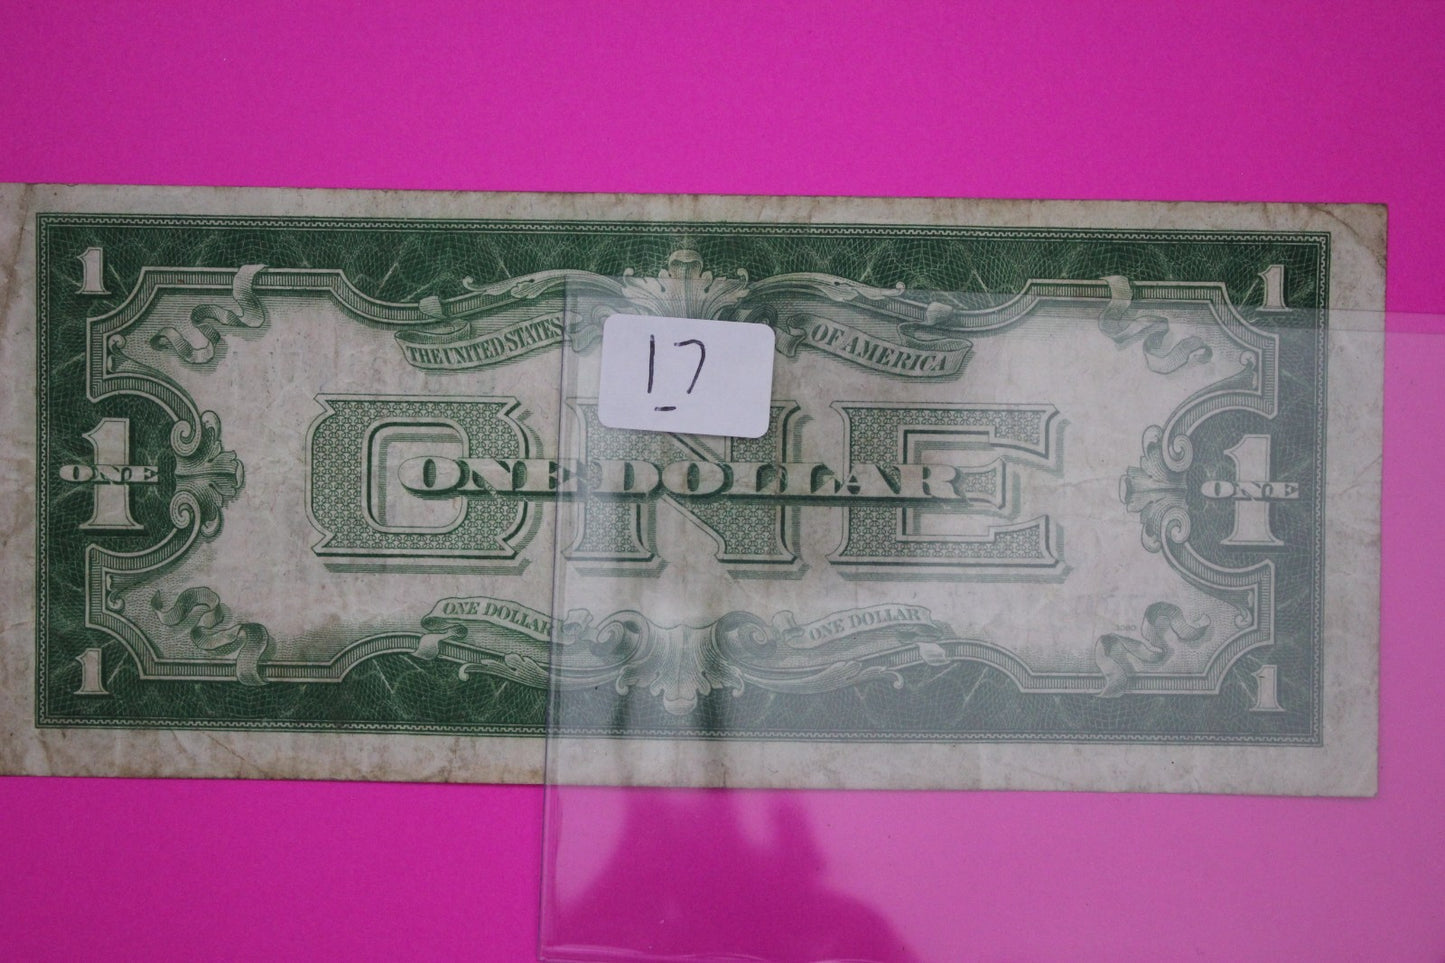 1 1
THE UNITED STATES OF AMERICA
17
ONE
1 ONE 1 ONE
ONE DOLLAR
ONE DOLLAR ONE DOLLAR
1 1